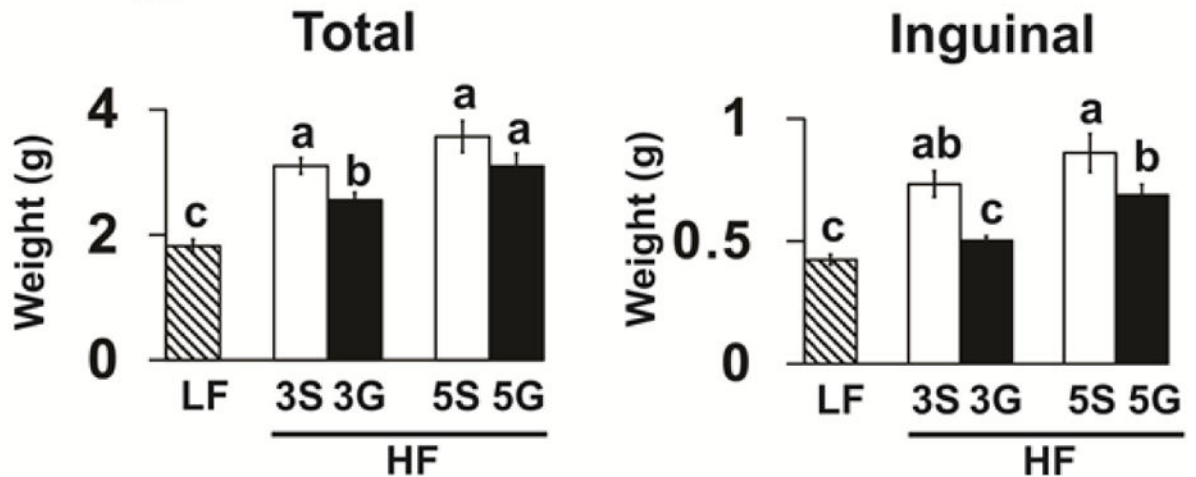 Total
Weight (g)
4
2
0
c
a
b
a
a
LF
3S 3G
5S 5G
HF
Inguinal
Weight (g)
1
0.5
0
c
ab
c
a
b
LF
3S 3G
5S 5G
HF